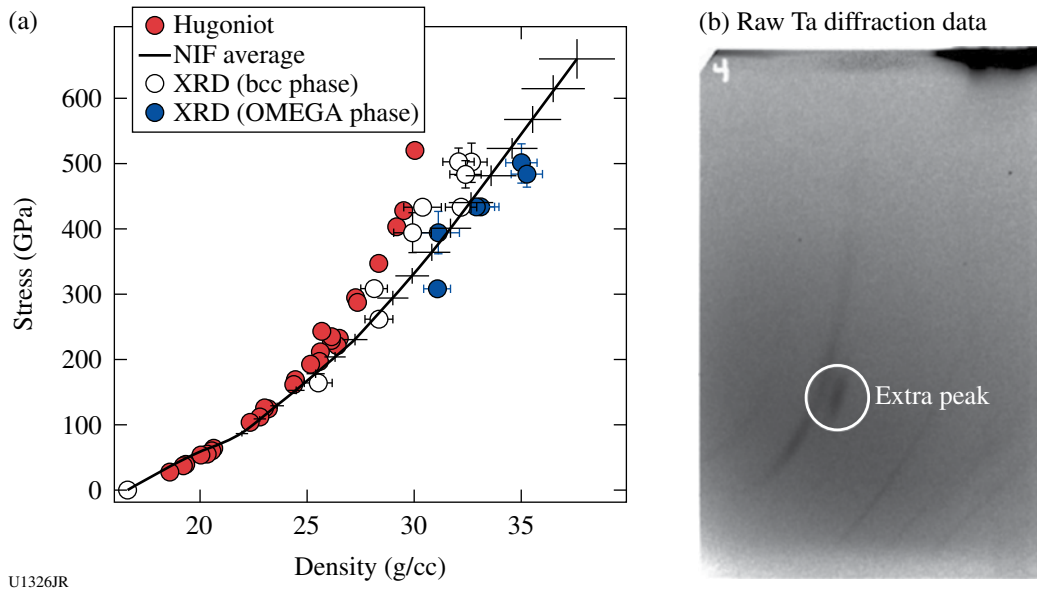 (a)
Hugoniot
NIF average
XRD (bcc phase)
XRD (OMEGA phase)
Stress (GPa)
600
500
400
300
200
100
0
20
25
30
35
Density (g/cc)
U1326JR
(b) Raw Ta diffraction data
4
Extra peak